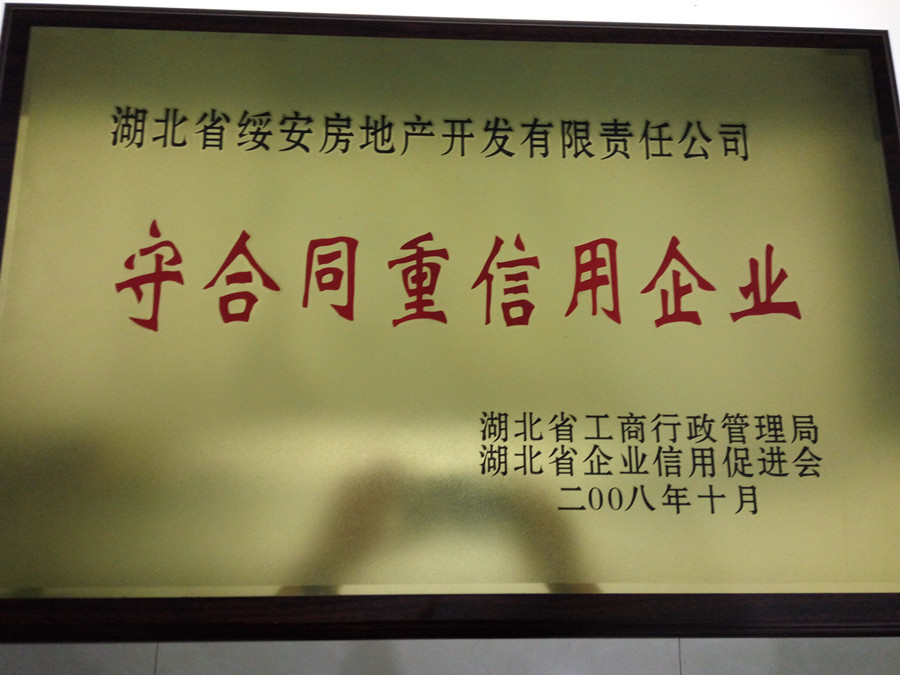 湖北省绥安房地产开发有限责任公司
守合同重信用企业
湖北省工商行政管理局
湖北省企业信用促进会
二00八年十月